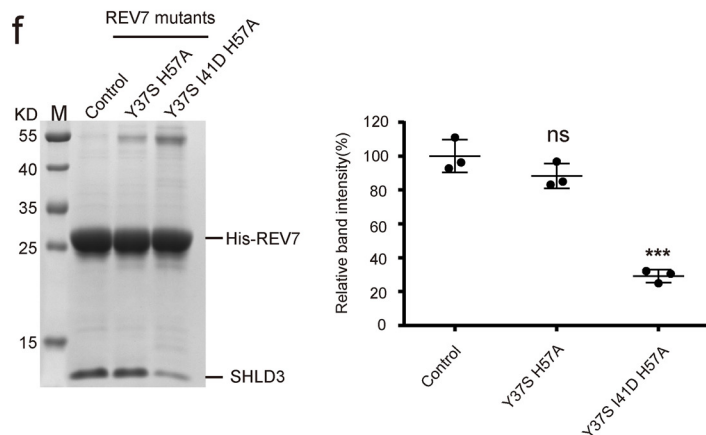 f
REV7 mutants
Control
Y37S H57A
Y37S I41D H57A
KD M
55
40
35
25
15
His-REV7
SHLD3
Relative band intensity(%)
120
100
80
60
40
20
0
ns
***
Control
Y37S H57A
Y37S I41D H57A